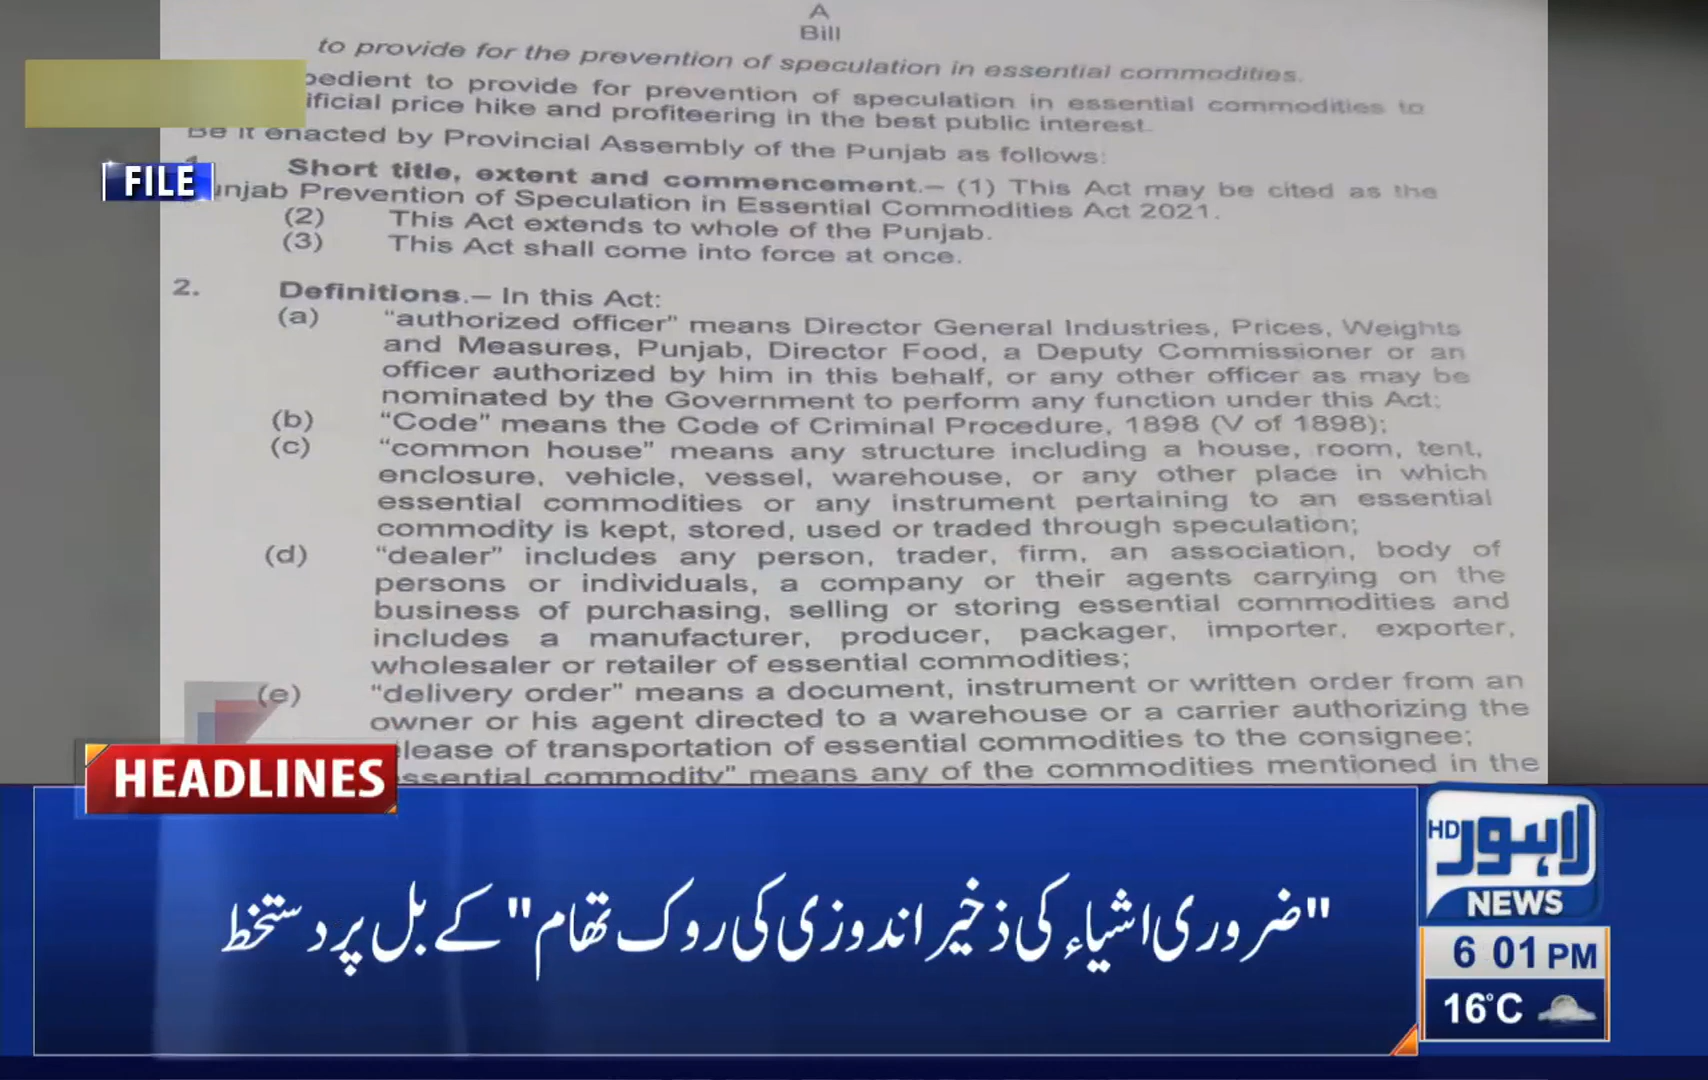 A
Bill
to provide for the prevention of speculation in essential commodities.
pedient to provide for prevention of speculation in essential commodities to
ificial price hike and profiteering in the best public interest.
Be it enacted by Provincial Assembly of the Punjab as follows:
1. Short title, extent and commencement.– (1) This Act may be cited as the
unjab Prevention of Speculation in Essential Commodities Act 2021.
(2) This Act extends to whole of the Punjab.
(3) This Act shall come into force at once.
2. Definitions.– In this Act:
(a) “authorized officer” means Director General Industries, Prices, Weights
and Measures, Punjab, Director Food, a Deputy Commissioner or an
officer authorized by him in this behalf, or any other officer as may be
nominated by the Government to perform any function under this Act;
(b) “Code” means the Code of Criminal Procedure, 1898 (V of 1898);
(c) “common house” means any structure including a house, room, tent,
enclosure, vehicle, vessel, warehouse, or any other place in which
essential commodities or any instrument pertaining to an essential
commodity is kept, stored, used or traded through speculation;
(d) “dealer” includes any person, trader, firm, an association, body of
persons or individuals, a company or their agents carrying on the
business of purchasing, selling or storing essential commodities and
includes a manufacturer, producer, packager, importer, exporter,
wholesaler or retailer of essential commodities;
(e) “delivery order” means a document, instrument or written order from an
owner or his agent directed to a warehouse or a carrier authorizing the
elease of transportation of essential commodities to the consignee;
ssential commodity” means any of the commodities mentioned in the
FILE
HEADLINES
"ضروری اشیاء کی ذخیر اندوزی کی روک تھام" کے بل پر دستخط
لاہور HD
NEWS
6 01 PM
16°C